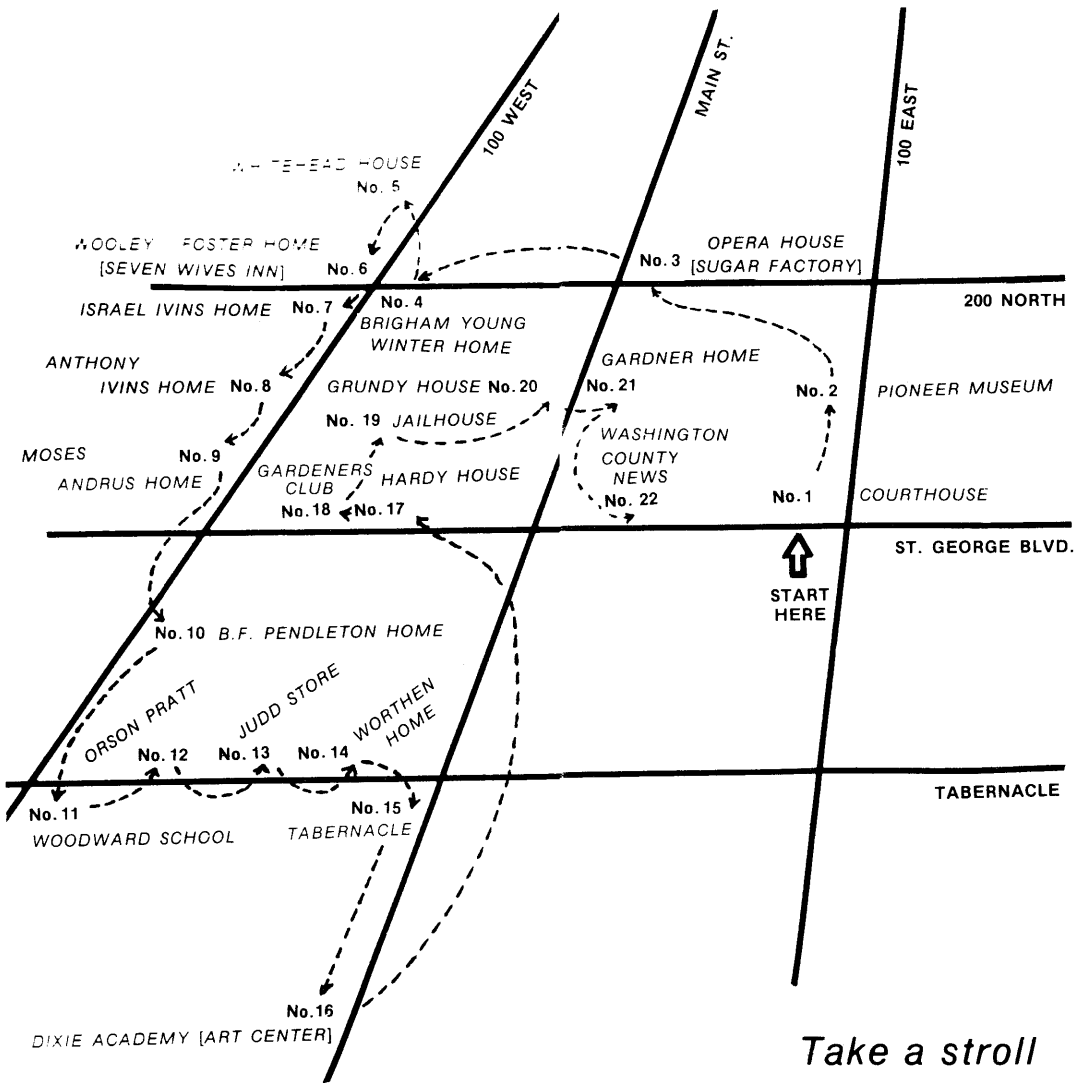 100 WEST
MAIN ST.
100 EAST
WHITEHEAD HOUSE
No. 5
WOOLEY FOSTER HOME
[SEVEN WIVES INN]
No. 6
No. 3
OPERA HOUSE
[SUGAR FACTORY]
200 NORTH
ISRAEL IVINS HOME
No. 7
No. 4
BRIGHAM YOUNG
WINTER HOME
ANTHONY
IVINS HOME
No. 8
GRUNDY HOUSE No. 20
GARDNER HOME
No. 21
No. 2
PIONEER MUSEUM
No. 19 JAILHOUSE
WASHINGTON
COUNTY
NEWS
No. 22
MOSES
ANDRUS HOME
No. 9
GARDENERS
CLUB
No. 18
HARDY HOUSE
No. 17
No. 1
COURTHOUSE
ST. GEORGE BLVD.
START
HERE
No. 10 B.F. PENDLETON HOME
ORSON PRATT
No. 12
JUDD STORE
No. 13
WORTHEN
HOME
No. 14
TABERNACLE
No. 11
WOODWARD SCHOOL
No. 15
TABERNACLE
No. 16
DIXIE ACADEMY [ART CENTER]
Take a stroll